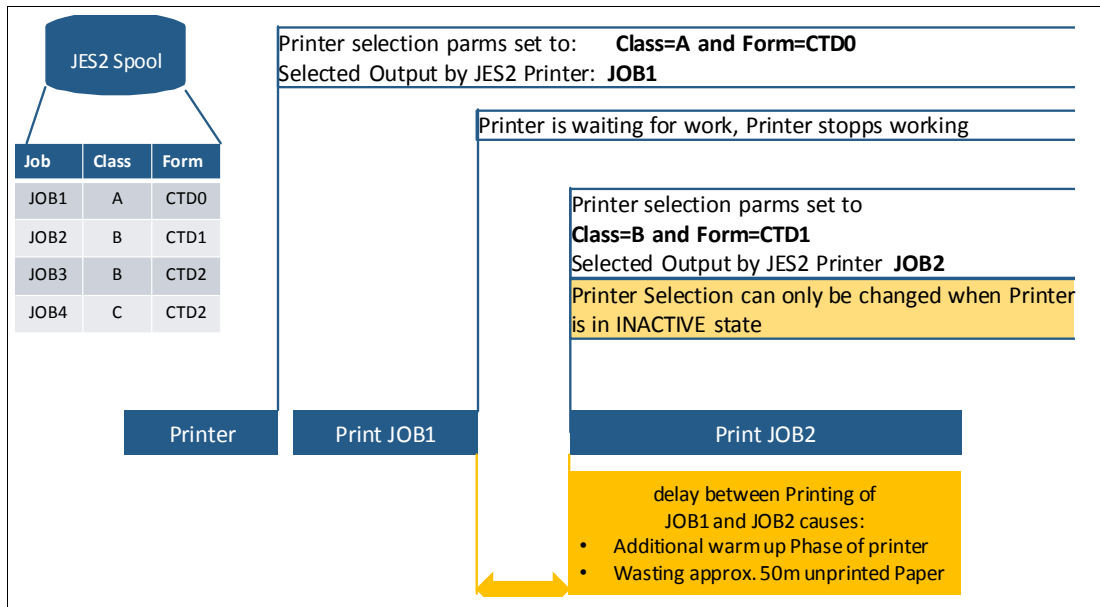 JES2 Spool
Job Class Form
JOB1 A CTD0
JOB2 B CTD1
JOB3 B CTD2
JOB4 C CTD2
Printer selection parms set to: Class=A and Form=CTD0
Selected Output by JES2 Printer: JOB1
Printer is waiting for work, Printer stopps working
Printer selection parms set to
Class=B and Form=CTD1
Selected Output by JES2 Printer JOB2
Printer Selection can only be changed when Printer
is in INACTIVE state
Printer Print JOB1 Print JOB2
delay between Printing of
JOB1 and JOB2 causes:
• Additional warm up Phase of printer
• Wasting approx. 50m unprinted Paper